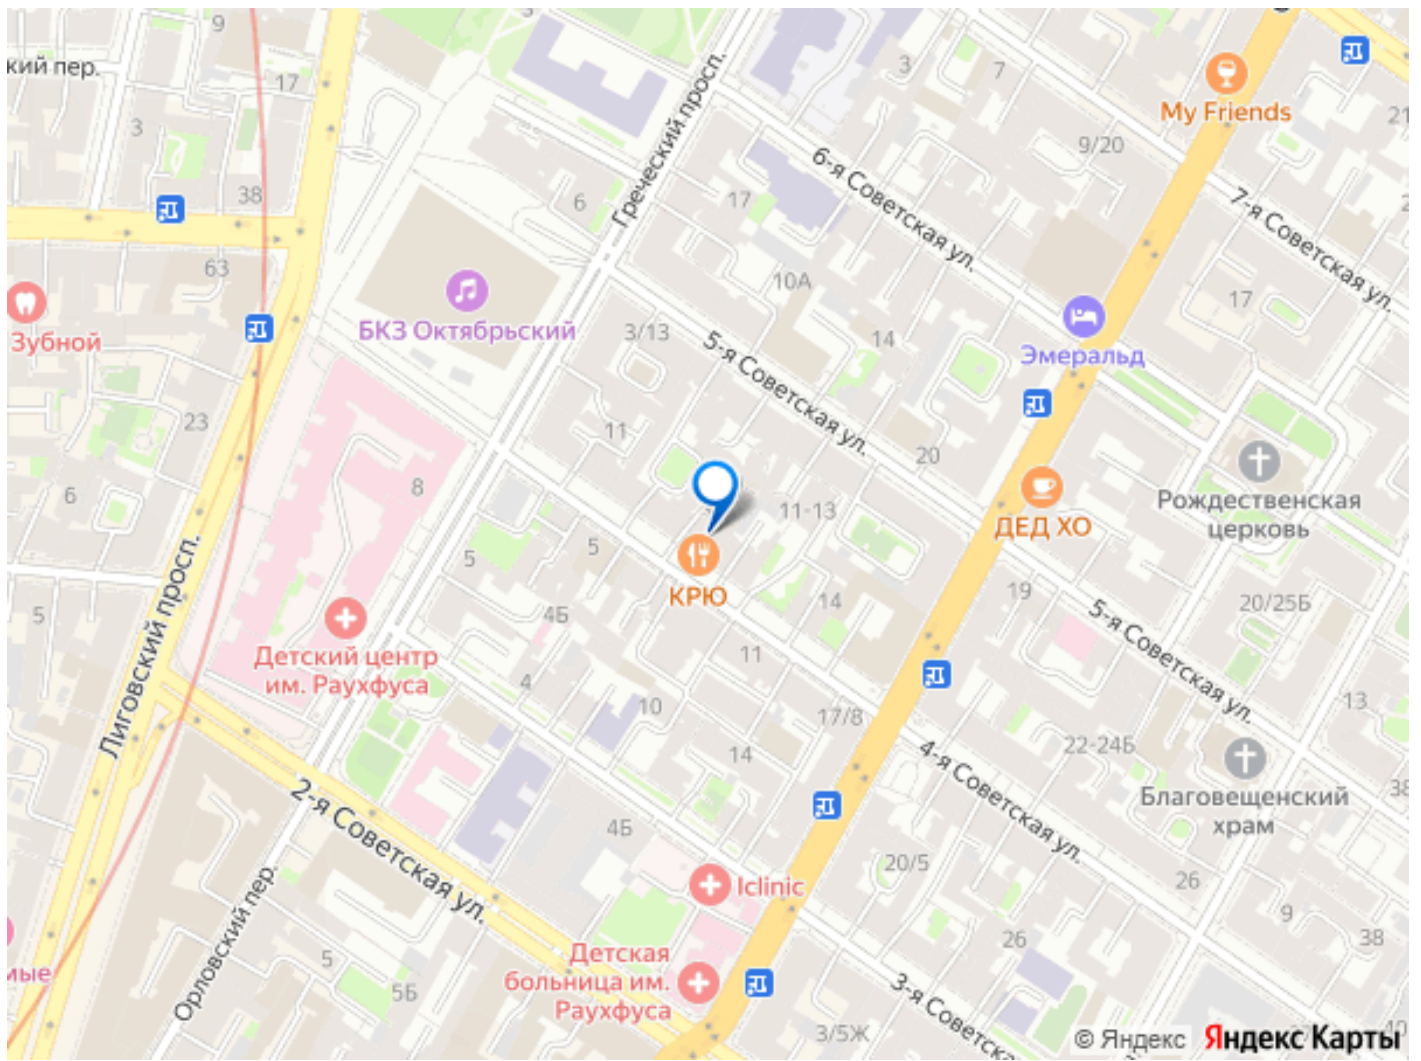 9
5
кий пер.
17
3
3
7
My Friends
21
9/20
Греческий просп.
6-я Советская ул.
7-я Советская ул.
38
6
17
63
10А
17
Зубной
БКЗ Октябрьский
3/13
14
5-я Советская ул.
Эмеральд
23
11
20
Рождественская
церковь
6
8
11-13
ДЕД ХО
5
5
КРЮ
14
19
20/25Б
5
4Б
Детский центр
им. Раухфуса
11
5-я Советская ул.
Лиговский просп.
4
10
17/8
13
22-24Б
14
4-я Советская ул.
Благовещенский
храм
38
2-я Советская ул.
4Б
Iclinic
20/5
26
9
38
26
Орловский пер.
мые
5
5Б
Детская
больница им.
Раухфуса
3-я Советская
3/5Ж
40
© Яндекс Яндекс Карты